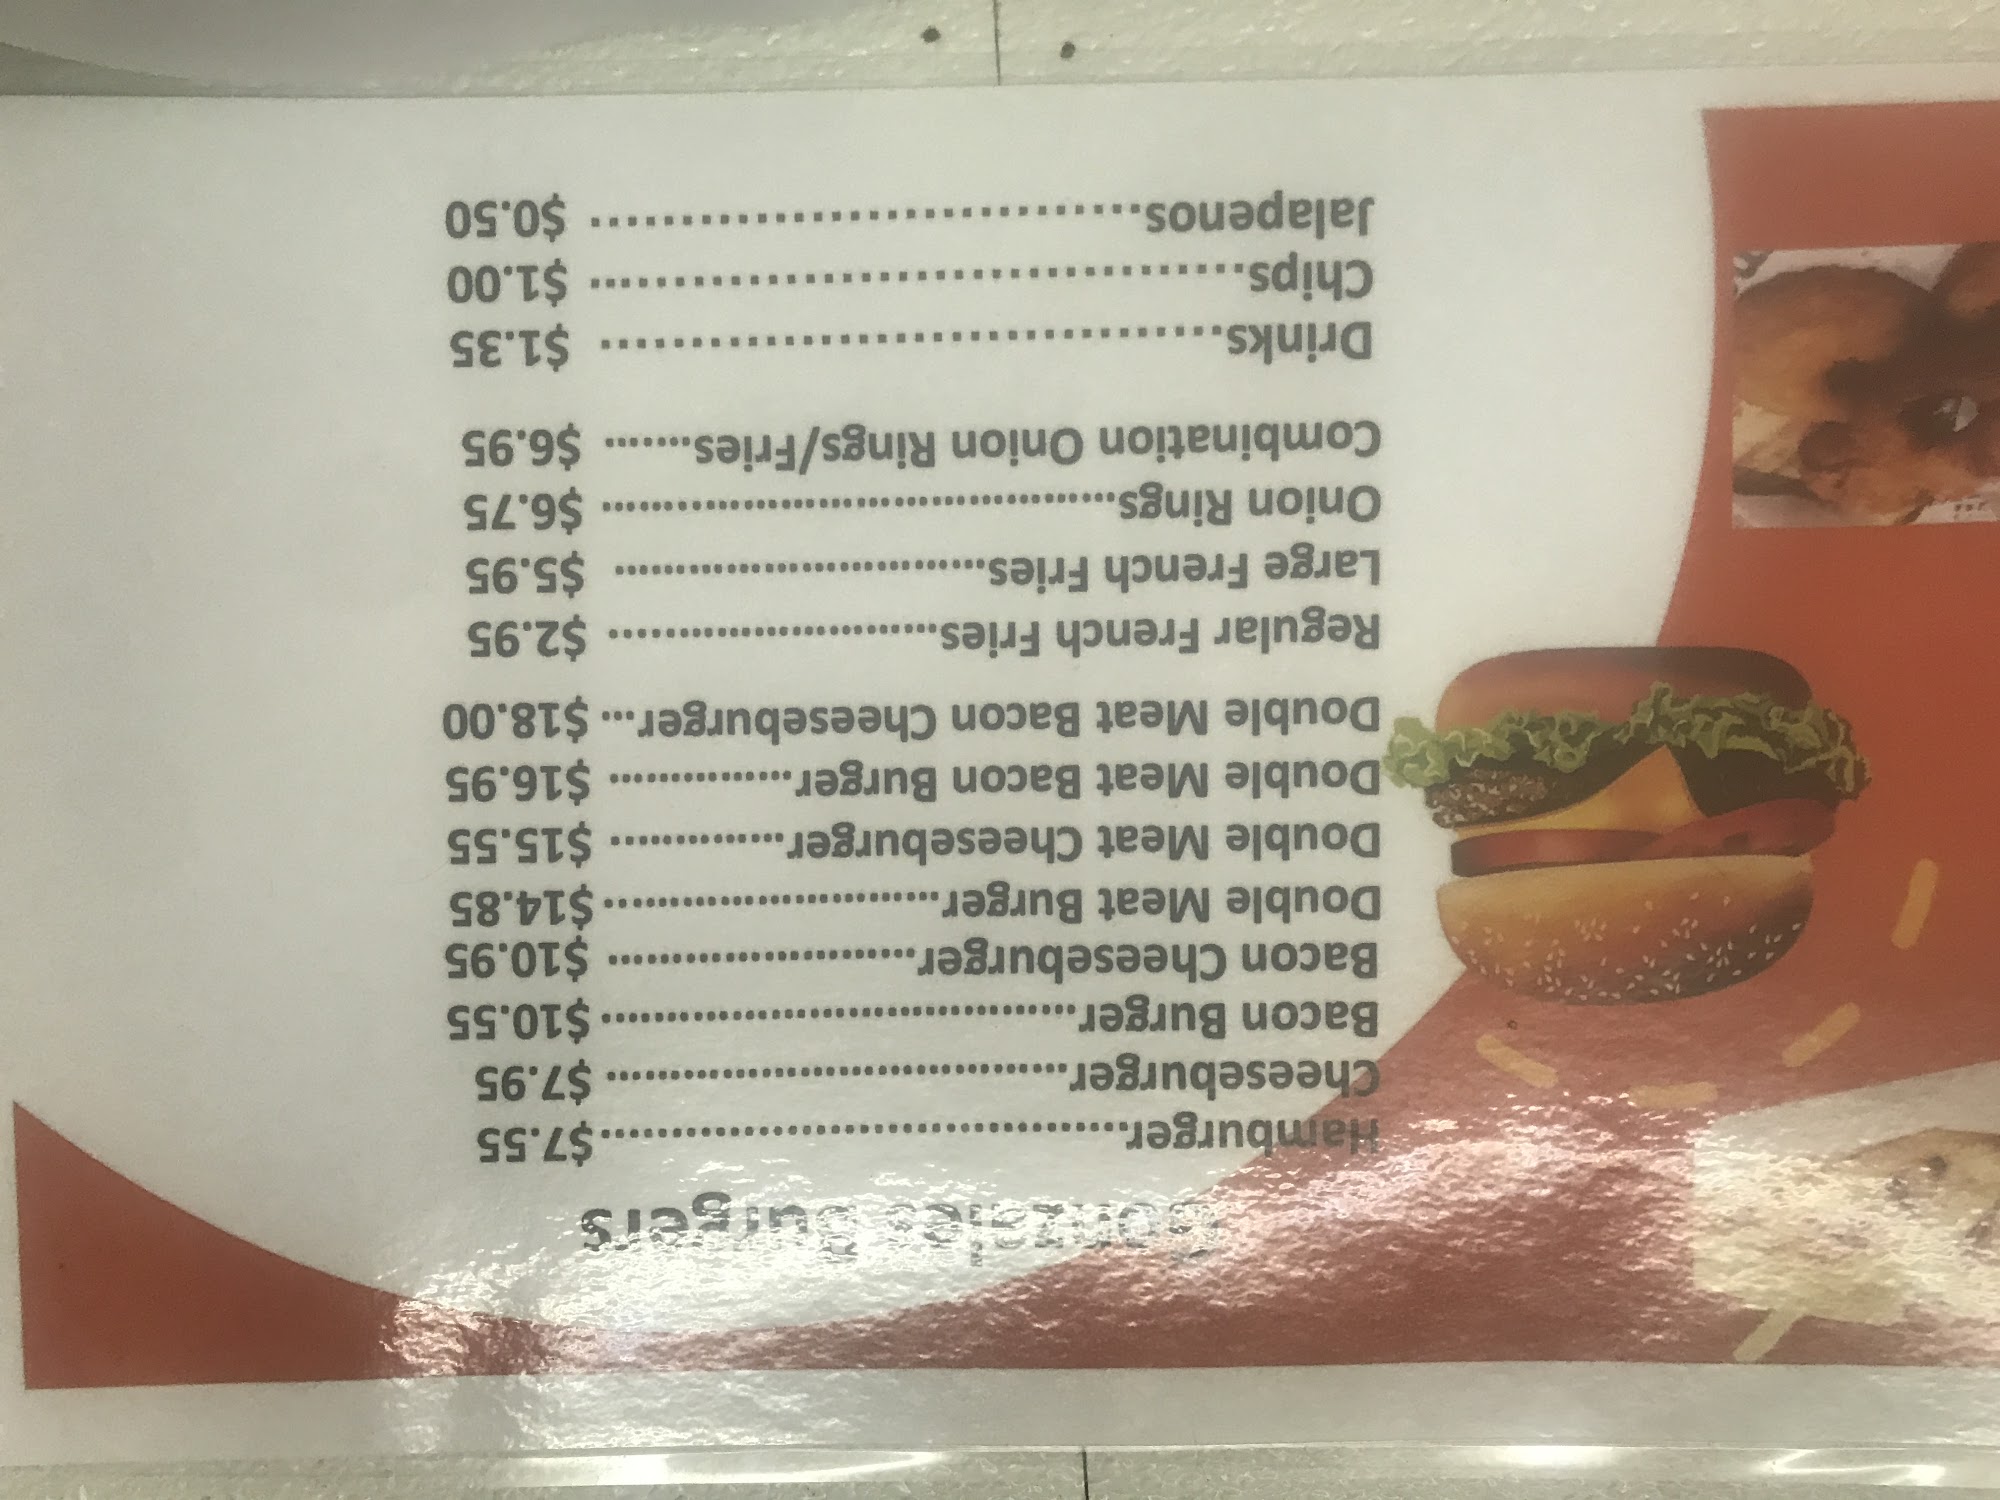 Gonzales Burgers
Hamburger....................................$7.55
Cheeseburger.................................... $7.95
Bacon Burger..................................... $10.55
Bacon Cheeseburger........................ $10.95
Double Meat Burger..........................$14.85
Double Meat Cheeseburger.............. $15.55
Double Meat Bacon Burger............... $16.95
Double Meat Bacon Cheeseburger... $18.00
Regular French Fries.......................... $2.95
Large French Fries.............................. $5.95
Onion Rings......................................... $6.75
Combination Onion Rings/Fries....... $6.95
Drinks................................ $1.35
Chips.................................. $1.00
Jalapenos............................ $0.50